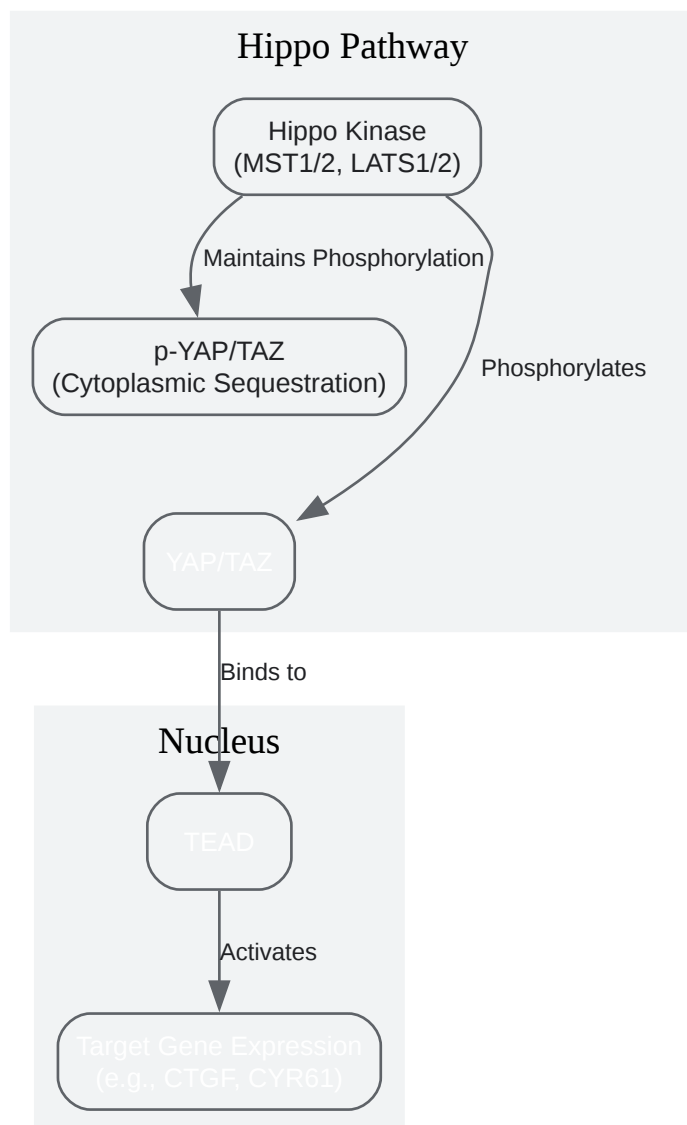 Hippo Pathway
Hippo Kinase
(MST1/2, LATS1/2)
Maintains Phosphorylation
p-YAP/TAZ
(Cytoplasmic Sequestration)
Phosphorylates
YAP/TAZ
Binds to
Nucleus
TEAD
Activates
Target Gene Expression
(e.g., CTGF, CYR61)